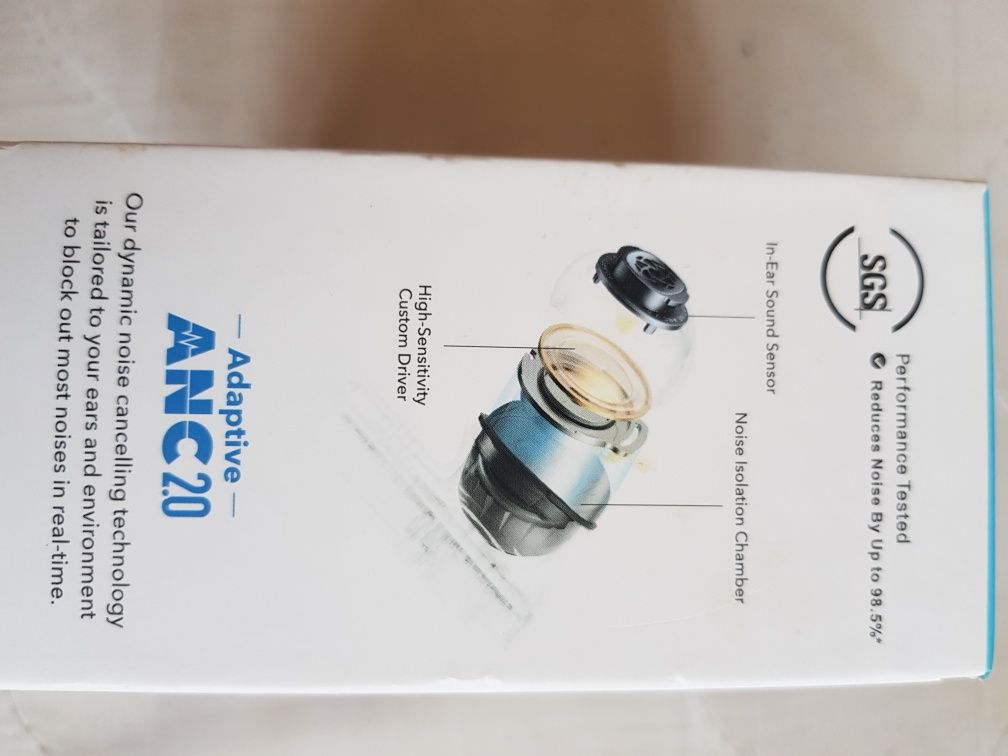 SGS
Performance Tested
Reduces Noise By Up to 98.5%*
In-Ear Sound Sensor
Noise Isolation Chamber
High-Sensitivity
Custom Driver
— Adaptive —
ANC 2.0
Our dynamic noise cancelling technology
is tailored to your ears and environment
to block out most noises in real-time.